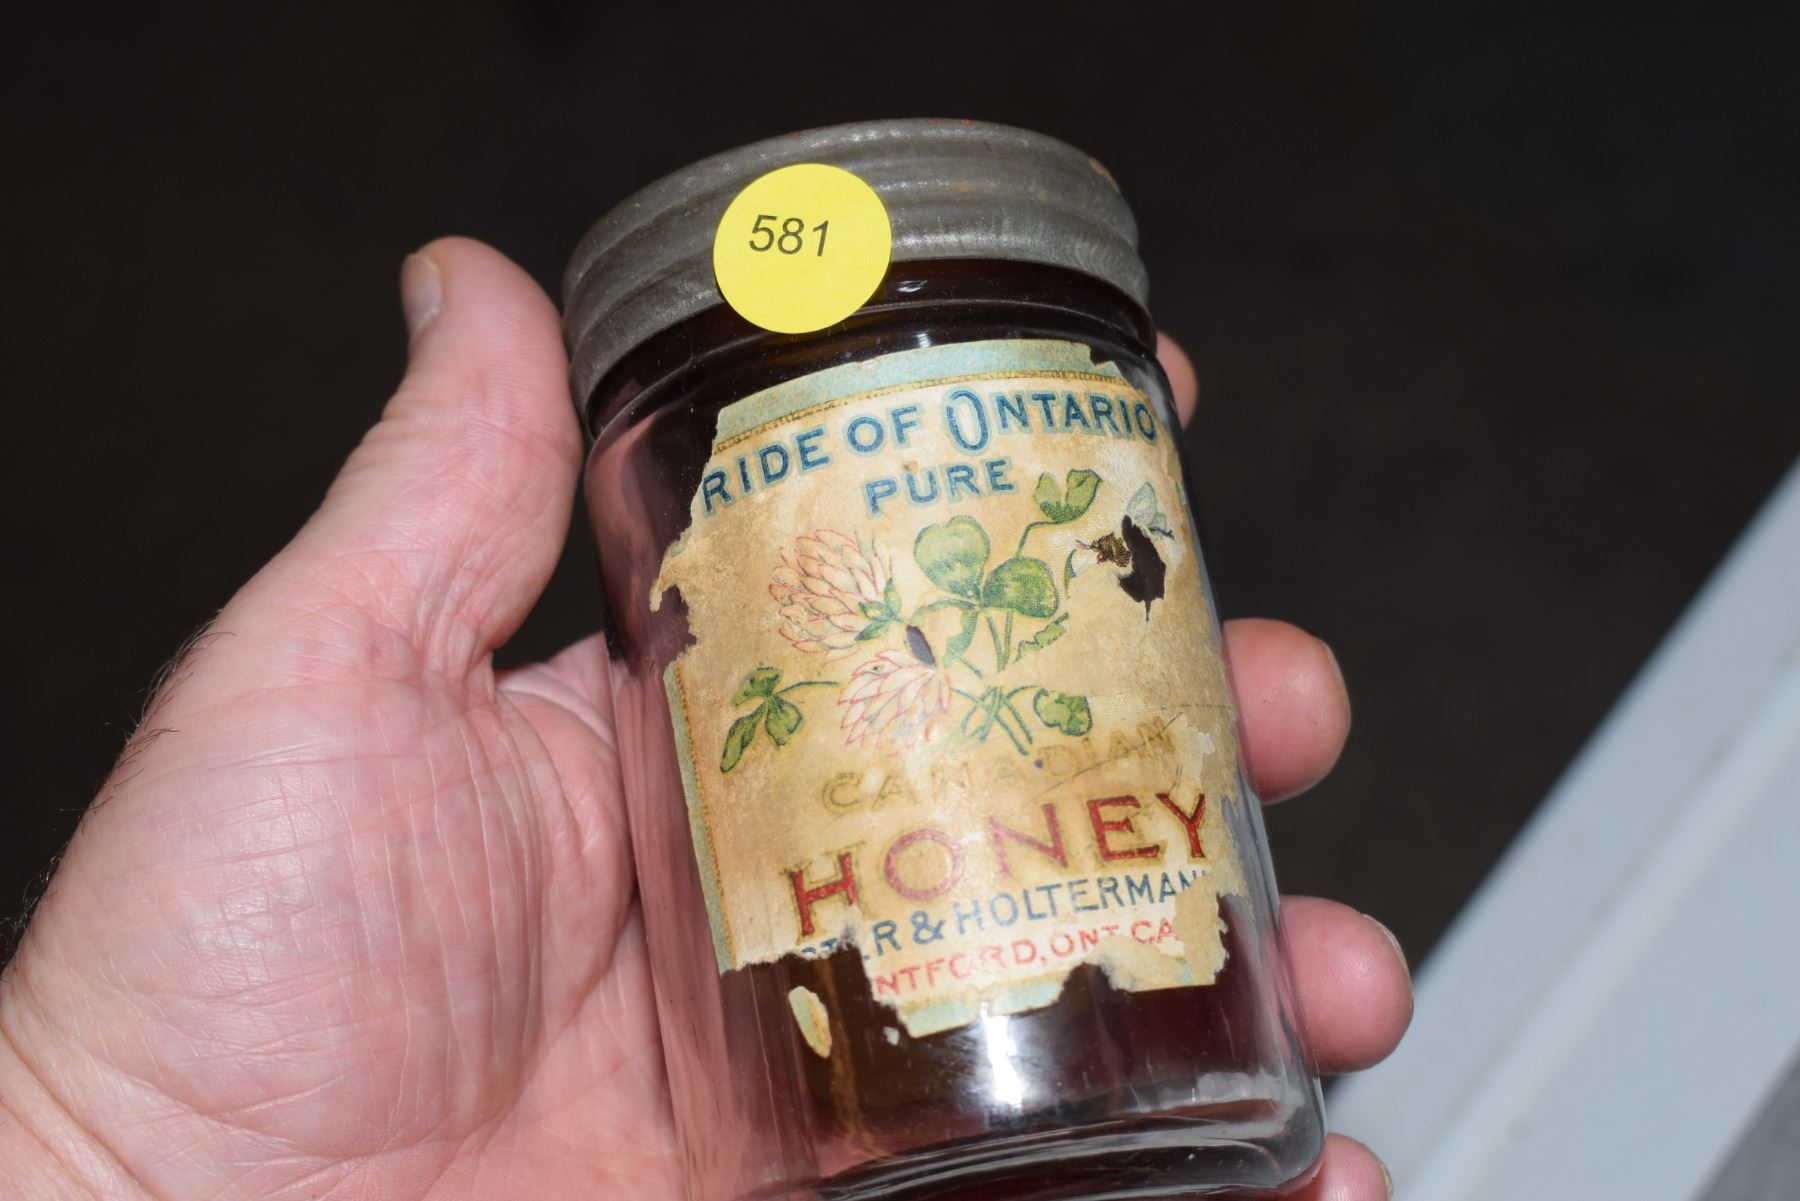 581
RIDE OF ONTARIO
PURE
CANADIAN
HONEY
R & HOLTERMAN
NTFORD, ONT. CA